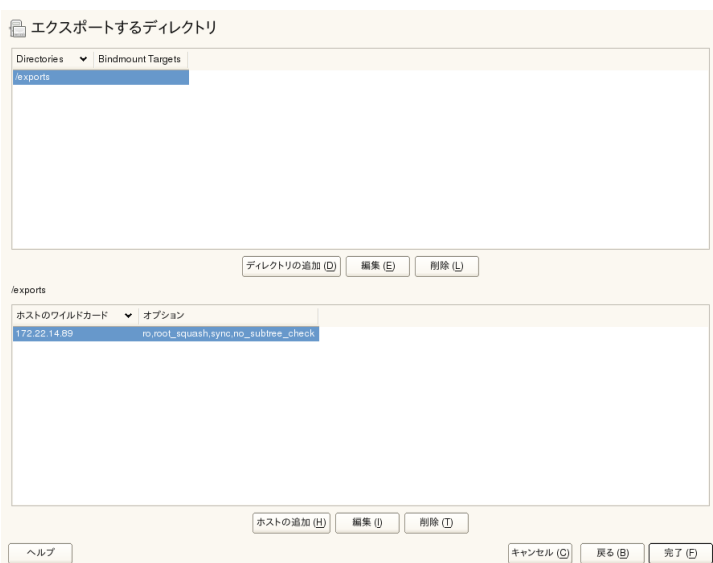 エクスポートするディレクトリ
Directories Bindmount Targets
/exports
ディレクトリの追加 (D) 編集 (E) 削除 (L)
/exports
ホストのワイルドカード オプション
172.22.14.89 ro,root_squash,sync,no_subtree_check
ホストの追加 (H) 編集 (I) 削除 (T)
ヘルプ キャンセル (C) 戻る (B) 完了 (F)